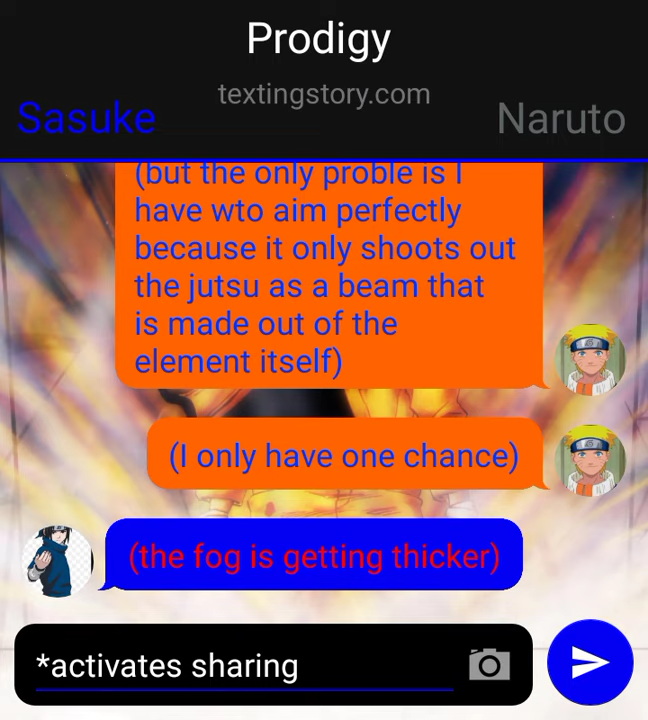 Prodigy
textingstory.com
Sasuke
Naruto
(but the only proble is I
have wto aim perfectly
because it only shoots out
the jutsu as a beam that
is made out of the
element itself)
(I only have one chance)
(the fog is getting thicker)
*activates sharing